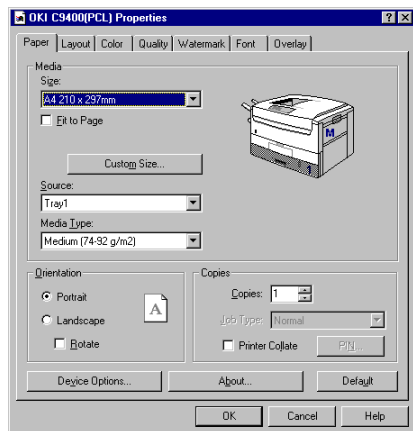 OKI C9400(PCL) Properties
Paper Layout Color Quality Watermark Font Overlay
Media
Size:
A4 210 x 297mm
Fit to Page
Custom Size...
Source:
Tray1
Media Type:
Medium (74-92 g/m2)
M
1
Orientation
Portrait
Landscape
Rotate
A
Copies
Copies: 1
Job Type: Normal
Printer Collate PIN...
Device Options... About... Default
OK Cancel Help